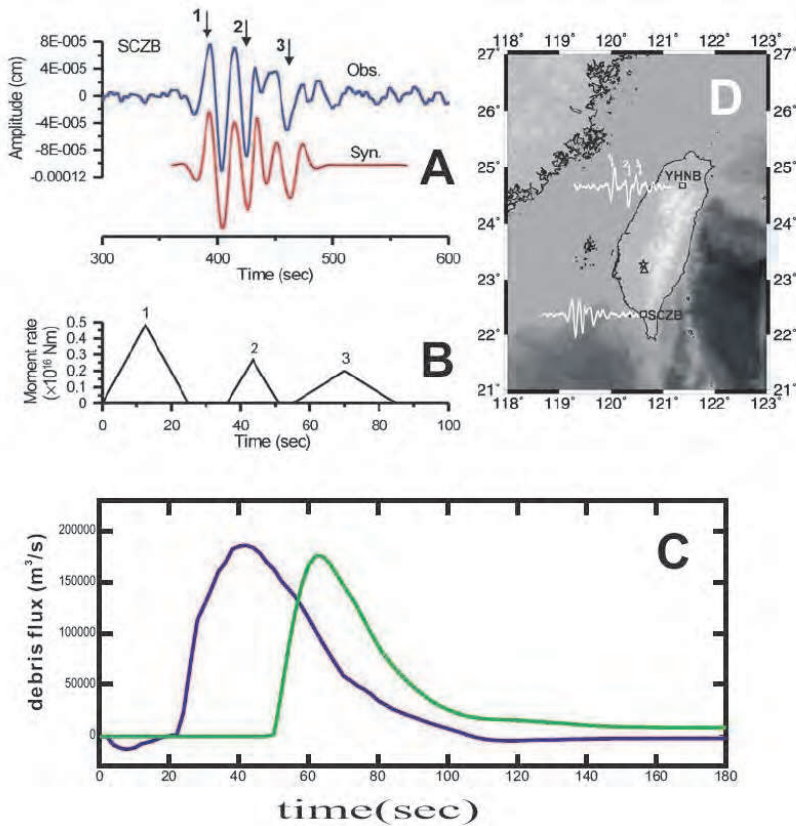 SCZB
1
2
3
Obs.
Syn.
A
8E-005
4E-005
0
-4E-005
-8E-005
-0.00012
Amplitude (cm)
300 400 500 600
Time (sec)
Moment rate
(×10¹⁶ Nm)
0.5
0.4
0.3
0.2
0.1
0
1
2
3
B
0 20 40 60 80 100
Time (sec)
118° 119° 120° 121° 122° 123°
27° 27°
26° 26°
25° 25°
24° 24°
23° 23°
22° 22°
21° 21°
118° 119° 120° 121° 122° 123°
D
YHNB
SCZB
debris flux (m³/s)
200000
150000
100000
50000
0
C
0 20 40 60 80 100 120 140 160 180
time(sec)